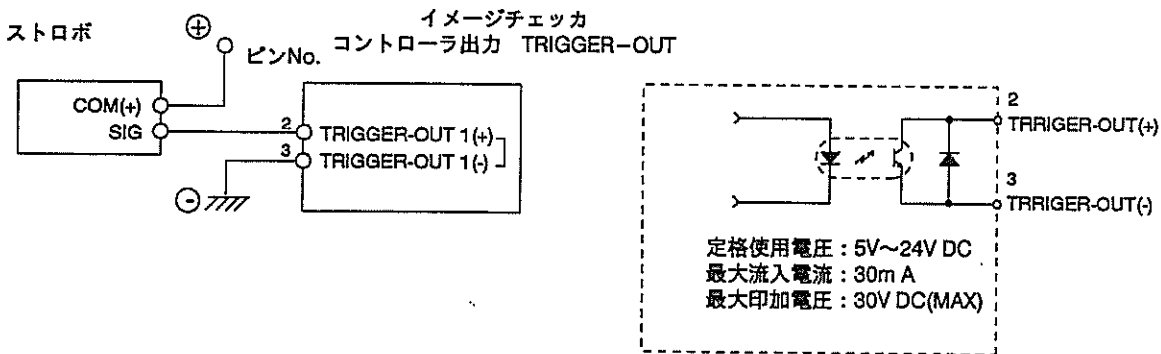 ストロボ
⊕
ピンNo.
イメージチェッカ
コントローラ出力 TRIGGER-OUT
COM(+)
SIG
2 TRIGGER-OUT 1(+)
3 TRIGGER-OUT 1(-)
⊖
2
TRRIGER-OUT(+)
3
TRRIGER-OUT(-)
定格使用電圧：5V～24V DC
最大流入電流：30m A
最大印加電圧：30V DC(MAX)